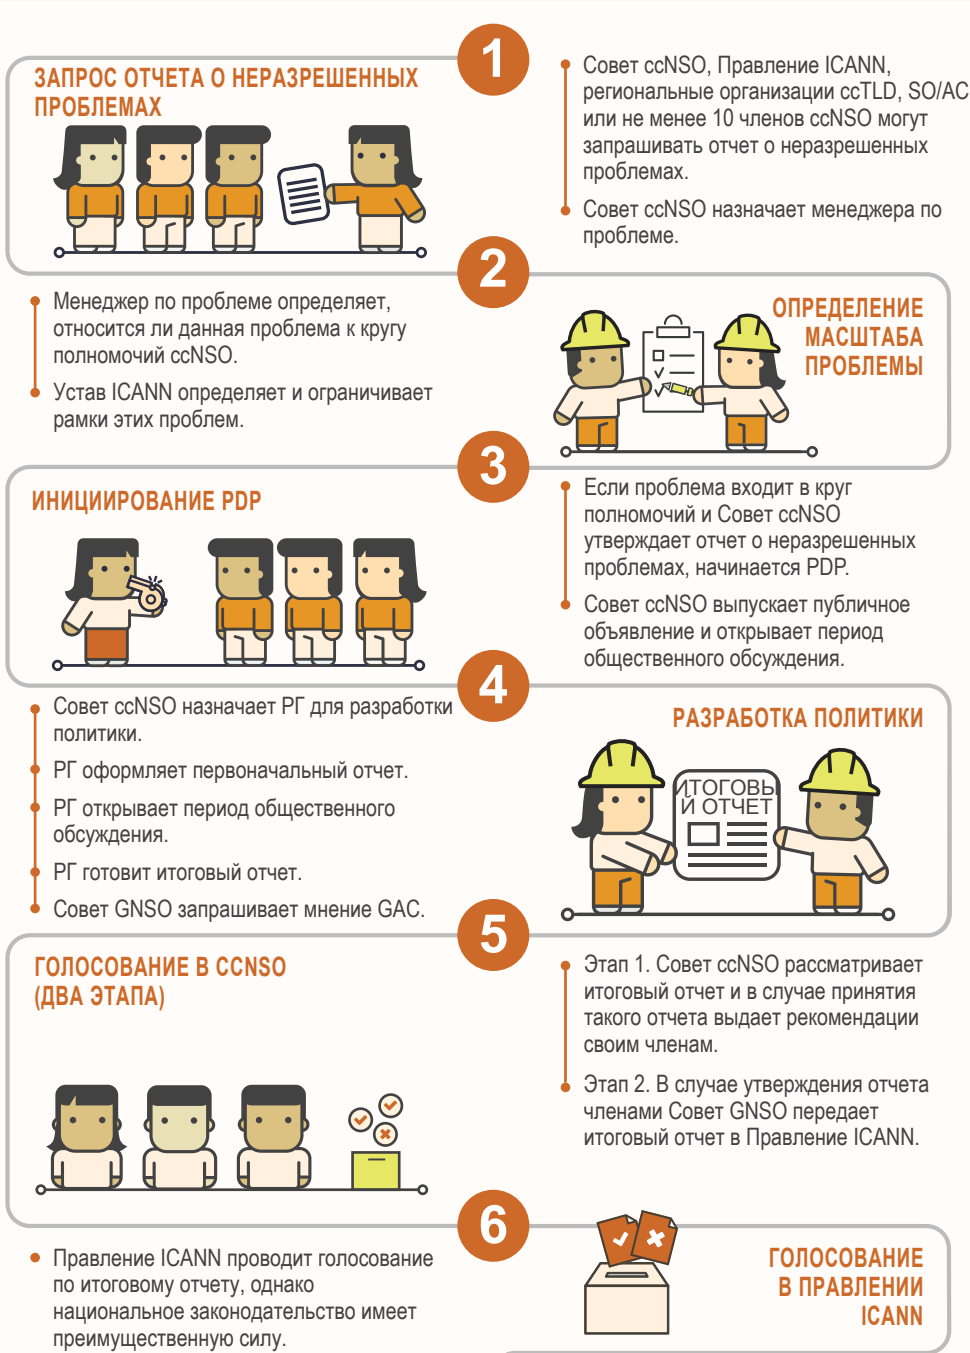 1
ЗАПРОС ОТЧЕТА О НЕРАЗРЕШЕННЫХ
ПРОБЛЕМАХ
Совет ccNSO, Правление ICANN,
региональные организации ccTLD, SO/AC
или не менее 10 членов ccNSO могут
запрашивать отчет о неразрешенных
проблемах.
Совет ccNSO назначает менеджера по
проблеме.
2
ОПРЕДЕЛЕНИЕ
МАСШТАБА
ПРОБЛЕМЫ
Менеджер по проблеме определяет,
относится ли данная проблема к кругу
полномочий ccNSO.
Устав ICANN определяет и ограничивает
рамки этих проблем.
3
ИНИЦИИРОВАНИЕ PDP
Если проблема входит в круг
полномочий и Совет ccNSO
утверждает отчет о неразрешенных
проблемах, начинается PDP.
Совет ccNSO выпускает публичное
объявление и открывает период
общественного обсуждения.
4
РАЗРАБОТКА ПОЛИТИКИ
ИТОГОВЫ
Й ОТЧЕТ
Совет ccNSO назначает РГ для разработки
политики.
РГ оформляет первоначальный отчет.
РГ открывает период общественного
обсуждения.
РГ готовит итоговый отчет.
Совет GNSO запрашивает мнение GAC.
5
ГОЛОСОВАНИЕ В CCNSO
(ДВА ЭТАПА)
Этап 1. Совет ccNSO рассматривает
итоговый отчет и в случае принятия
такого отчета выдает рекомендации
своим членам.
Этап 2. В случае утверждения отчета
членами Совет GNSO передает
итоговый отчет в Правление ICANN.
6
ГОЛОСОВАНИЕ
В ПРАВЛЕНИИ
ICANN
Правление ICANN проводит голосование
по итоговому отчету, однако
национальное законодательство имеет
преимущественную силу.